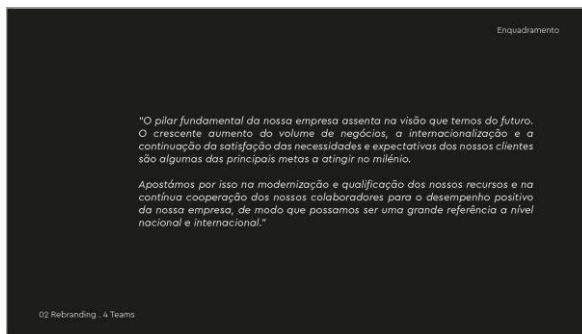 Enquadramento
"O pilar fundamental da nossa empresa assenta na visão que temos do futuro.
O crescente aumento do volume de negócios, a internacionalização e a
continuação da satisfação das necessidades e expectativas dos nossos clientes
são algumas das principais metas a atingir no milénio.
Apostámos por isso na modernização e qualificação dos nossos recursos e na
contínua cooperação dos nossos colaboradores para o desempenho positivo
da nossa empresa, de modo que possamos ser uma grande referência a nível
nacional e internacional."
02 Rebranding . 4 Teams